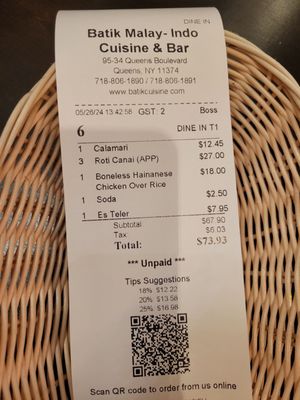 DINE IN
Batik Malay- Indo
Cuisine & Bar
95-34 Queens Boulevard
Queens, NY 11374
718-806-1890 / 718-806-1891
www.batikcuisine.com
05/26/24 13:42:58 GST: 2 Boss
6 DINE IN T1
1 Calamari $12.45
3 Roti Canai (APP) $27.00
1 Boneless Hainanese $18.00
Chicken Over Rice
1 Soda $2.50
1 Es Teler $7.95
Subtotal $67.90
Tax $6.03
Total: $73.93
*** Unpaid ***
Tips Suggestions
18% $12.22
20% $13.58
25% $16.98
Scan QR code to order from us online